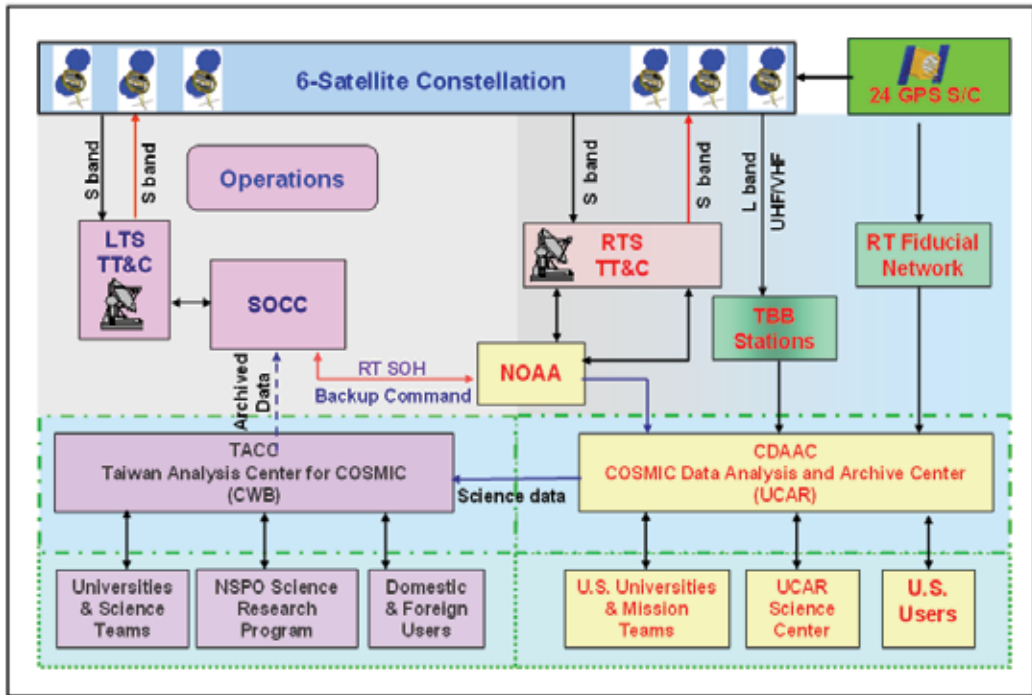 6-Satellite Constellation
24 GPS S/C
S band
S band
Operations
S band
S band
L band
UHF/VHF
LTS
TT&C
RTS
TT&C
RT Fiducial
Network
SOCC
TBB
Stations
NOAA
RT SOH
Backup Command
Archived
Data
TACC
Taiwan Analysis Center for COSMIC
(CWB)
Science data
CDAAC
COSMIC Data Analysis and Archive Center
(UCAR)
Universities
& Science
Teams
NSPO Science
Research
Program
Domestic
& Foreign
Users
U.S. Universities
& Mission
Teams
UCAR
Science
Center
U.S.
Users